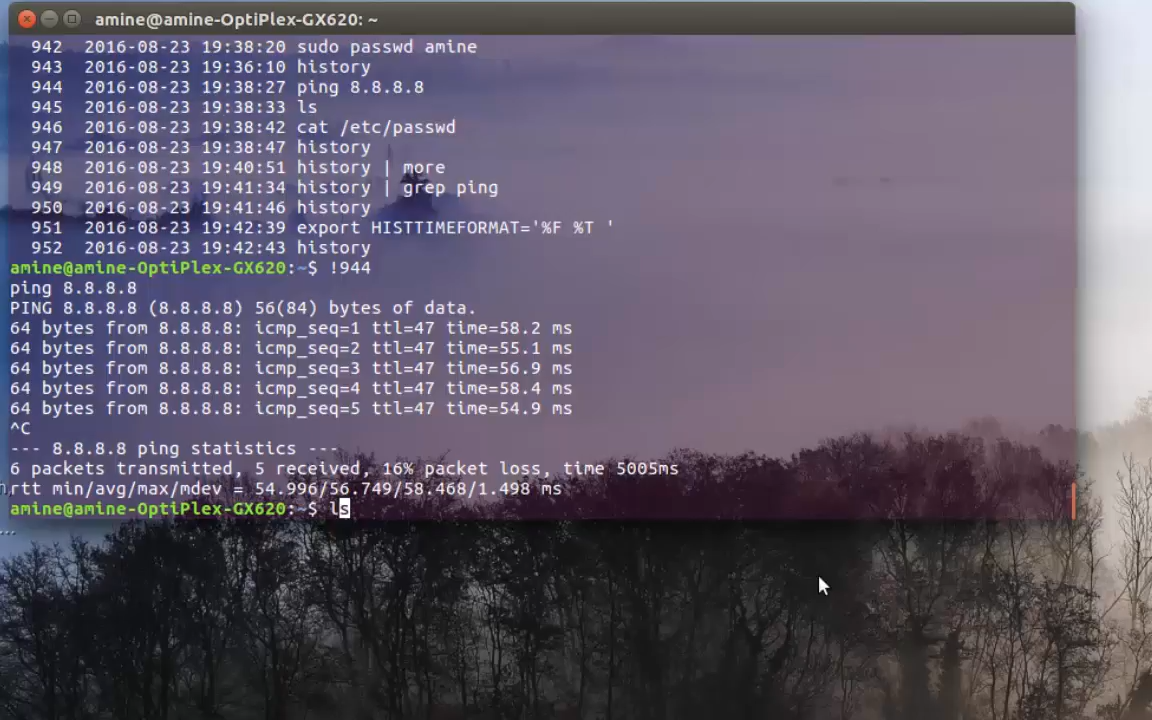 amine@amine-OptiPlex-GX620: ~
942 2016-08-23 19:38:20 sudo passwd amine
943 2016-08-23 19:36:10 history
944 2016-08-23 19:38:27 ping 8.8.8.8
945 2016-08-23 19:38:33 ls
946 2016-08-23 19:38:42 cat /etc/passwd
947 2016-08-23 19:38:47 history
948 2016-08-23 19:40:51 history | more
949 2016-08-23 19:41:34 history | grep ping
950 2016-08-23 19:41:46 history
951 2016-08-23 19:42:39 export HISTTIMEFORMAT='%F %T '
952 2016-08-23 19:42:43 history
amine@amine-OptiPlex-GX620:~$ !944
ping 8.8.8.8
PING 8.8.8.8 (8.8.8.8) 56(84) bytes of data.
64 bytes from 8.8.8.8: icmp_seq=1 ttl=47 time=58.2 ms
64 bytes from 8.8.8.8: icmp_seq=2 ttl=47 time=55.1 ms
64 bytes from 8.8.8.8: icmp_seq=3 ttl=47 time=56.9 ms
64 bytes from 8.8.8.8: icmp_seq=4 ttl=47 time=58.4 ms
64 bytes from 8.8.8.8: icmp_seq=5 ttl=47 time=54.9 ms
^C
--- 8.8.8.8 ping statistics ---
6 packets transmitted, 5 received, 16% packet loss, time 5005ms
rtt min/avg/max/mdev = 54.996/56.749/58.468/1.498 ms
amine@amine-OptiPlex-GX620:~$ ls
...